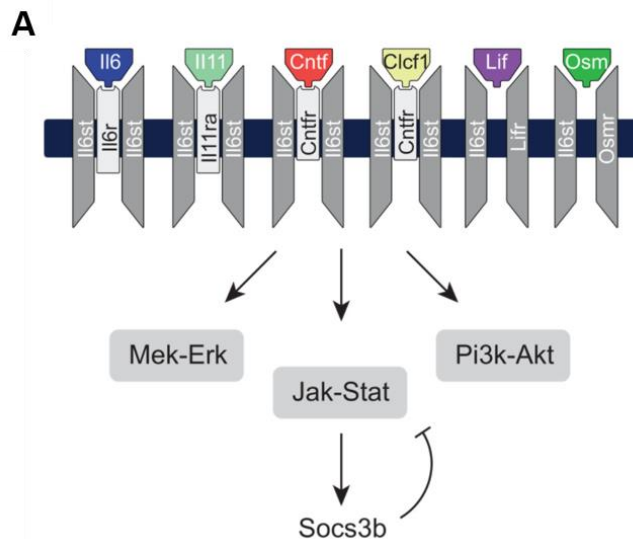 A
Il6 Il11 Cntf Clcf1 Lif Osm
Il6st Il6r Il6st Il6st Il11ra Il6st Il6st Cntfr Il6st Il6st Cntfr Il6st Il6st Lifr Il6st Osmr
Mek-Erk Pi3k-Akt
Jak-Stat
Socs3b